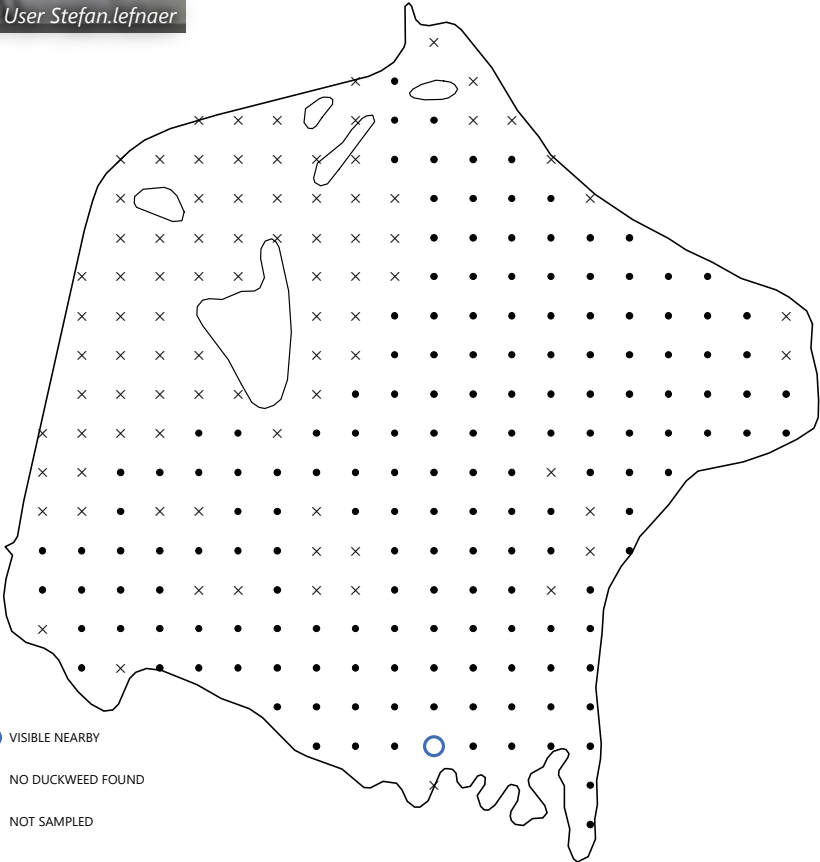 User Stefan.lefnaer
VISIBLE NEARBY
NO DUCKWEED FOUND
NOT SAMPLED